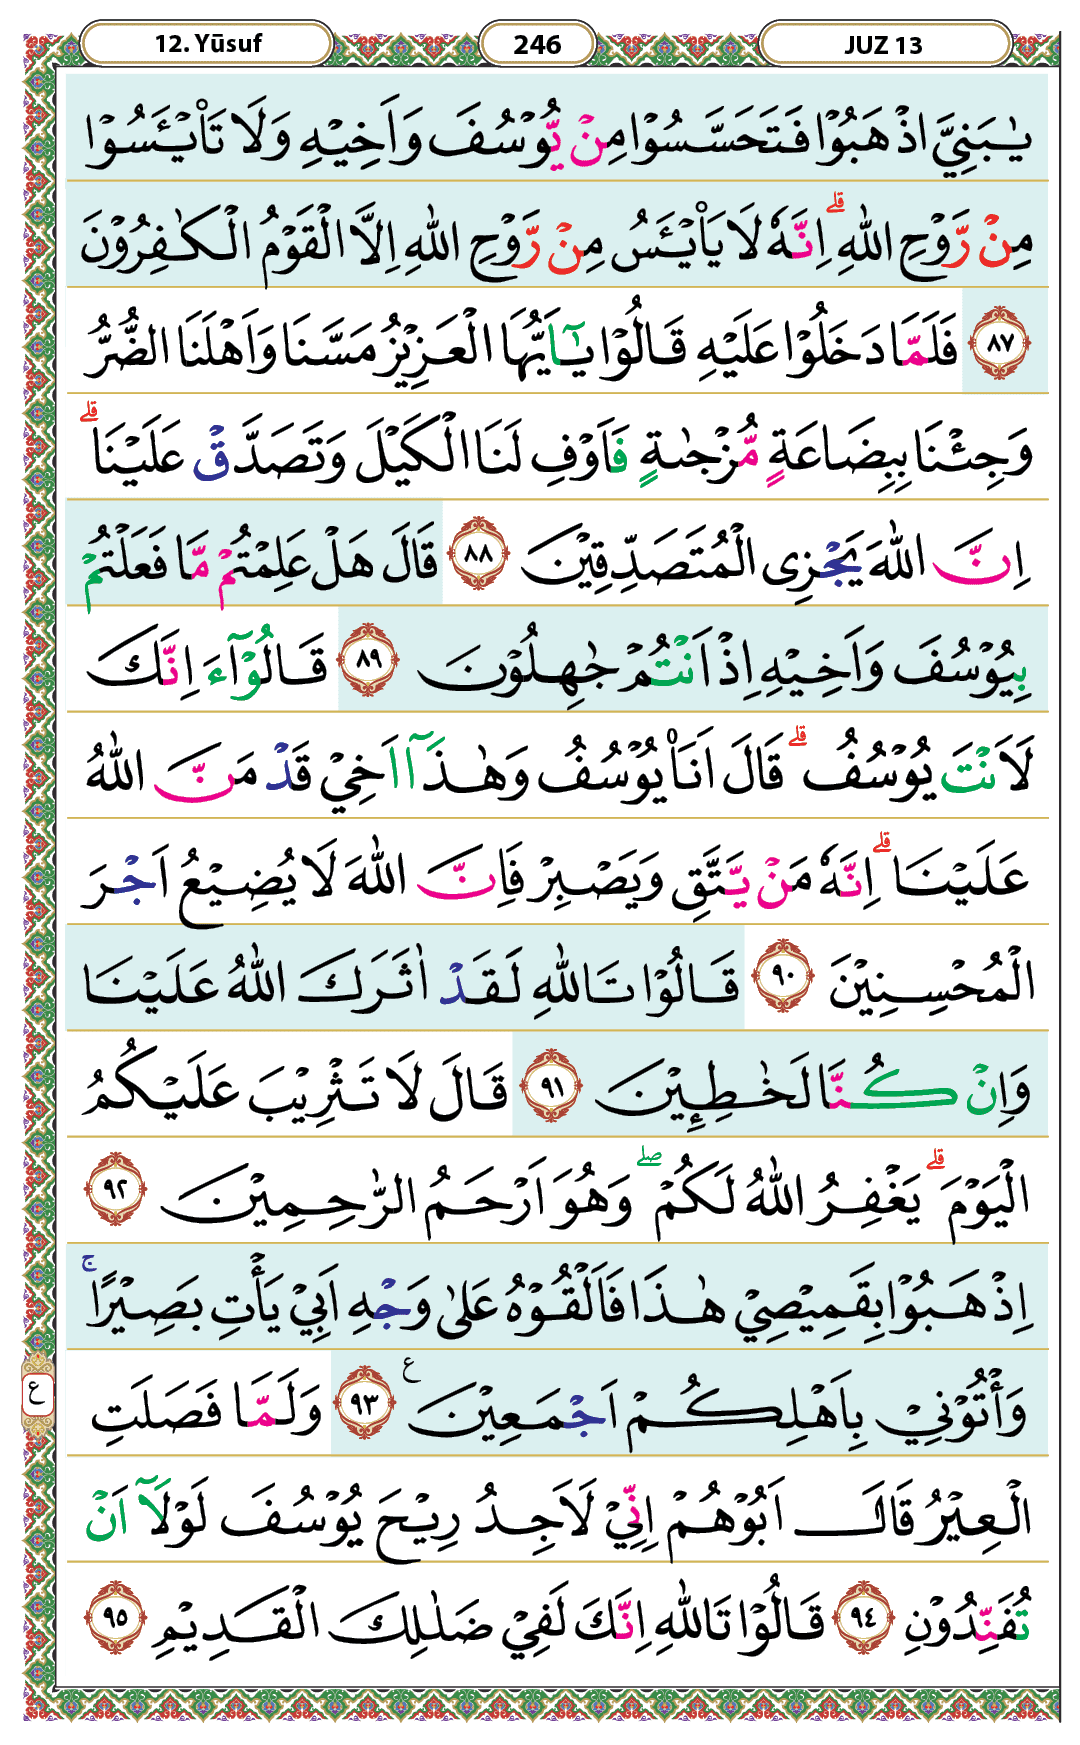 12. Yūsuf
246
JUZ 13
يٰبَنِيَّ اذْهَبُوْا فَتَحَسَّسُوْا مِنْ يُّوْسُفَ وَاَخِيْهِ وَلَا تَا۟يْـَٔسُوْا
مِنْ رَّوْحِ اللّٰهِ ۗاِنَّهٗ لَا يَا۟يْـَٔسُ مِنْ رَّوْحِ اللّٰهِ اِلَّا الْقَوْمُ الْكٰفِرُوْنَ
٨٧ فَلَمَّا دَخَلُوْا عَلَيْهِ قَالُوْا يٰٓاَيُّهَا الْعَزِيْزُ مَسَّنَا وَاَهْلَنَا الضُّرُّ
وَجِئْنَا بِبِضَاعَةٍ مُّزْجٰىةٍ فَاَوْفِ لَنَا الْكَيْلَ وَتَصَدَّقْ عَلَيْنَا ۗ
اِنَّ اللّٰهَ يَجْزِى الْمُتَصَدِّقِيْنَ ٨٨ قَالَ هَلْ عَلِمْتُمْ مَّا فَعَلْتُمْ
بِيُوْسُفَ وَاَخِيْهِ اِذْ اَنْتُمْ جٰهِلُوْنَ ٨٩ قَالُوْٓا ءَاِنَّكَ
لَاَنْتَ يُوْسُفُ ۗقَالَ اَنَا۠ يُوْسُفُ وَهٰذَآ اَخِيْ قَدْ مَنَّ اللّٰهُ
عَلَيْنَا ۗاِنَّهٗ مَنْ يَّتَّقِ وَيَصْبِرْ فَاِنَّ اللّٰهَ لَا يُضِيْعُ اَجْرَ
الْمُحْسِنِيْنَ ٩٠ قَالُوْا تَاللّٰهِ لَقَدْ اٰثَرَكَ اللّٰهُ عَلَيْنَا
وَاِنْ كُنَّا لَخٰطِـِٕيْنَ ٩١ قَالَ لَا تَثْرِيْبَ عَلَيْكُمُ
الْيَوْمَ ۗيَغْفِرُ اللّٰهُ لَكُمْ ۖوَهُوَ اَرْحَمُ الرّٰحِمِيْنَ ٩٢
اِذْهَبُوْا بِقَمِيْصِيْ هٰذَا فَاَلْقُوْهُ عَلٰى وَجْهِ اَبِيْ يَأْتِ بَصِيْرًا ۚ
وَأْتُوْنِيْ بِاَهْلِكُمْ اَجْمَعِيْنَ ع ٩٣ وَلَمَّا فَصَلَتِ
ع
الْعِيْرُ قَالَ اَبُوْهُمْ اِنِّيْ لَاَجِدُ رِيْحَ يُوْسُفَ لَوْلَآ اَنْ
تُفَنِّدُوْنِ ٩٤ قَالُوْا تَاللّٰهِ اِنَّكَ لَفِيْ ضَلٰلِكَ الْقَدِيْمِ ٩٥